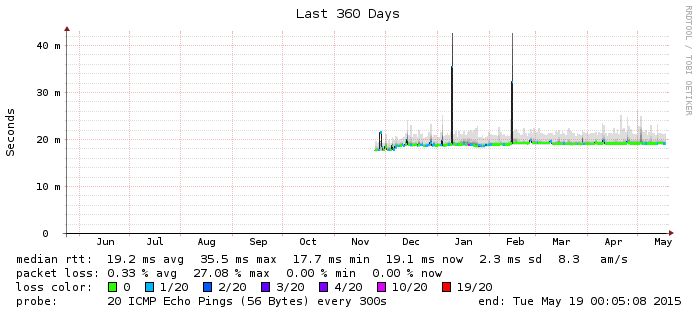 Last 360 Days
RRDTOOL / TOBI OETIKER
Seconds
40 m
30 m
20 m
10 m
0
Jun Jul Aug Sep Oct Nov Dec Jan Feb Mar Apr May
median rtt: 19.2 ms avg 35.5 ms max 17.7 ms min 19.1 ms now 2.3 ms sd 8.3 am/s
packet loss: 0.33 % avg 27.08 % max 0.00 % min 0.00 % now
loss color: 0 1/20 2/20 3/20 4/20 10/20 19/20
probe: 20 ICMP Echo Pings (56 Bytes) every 300s end: Tue May 19 00:05:08 2015